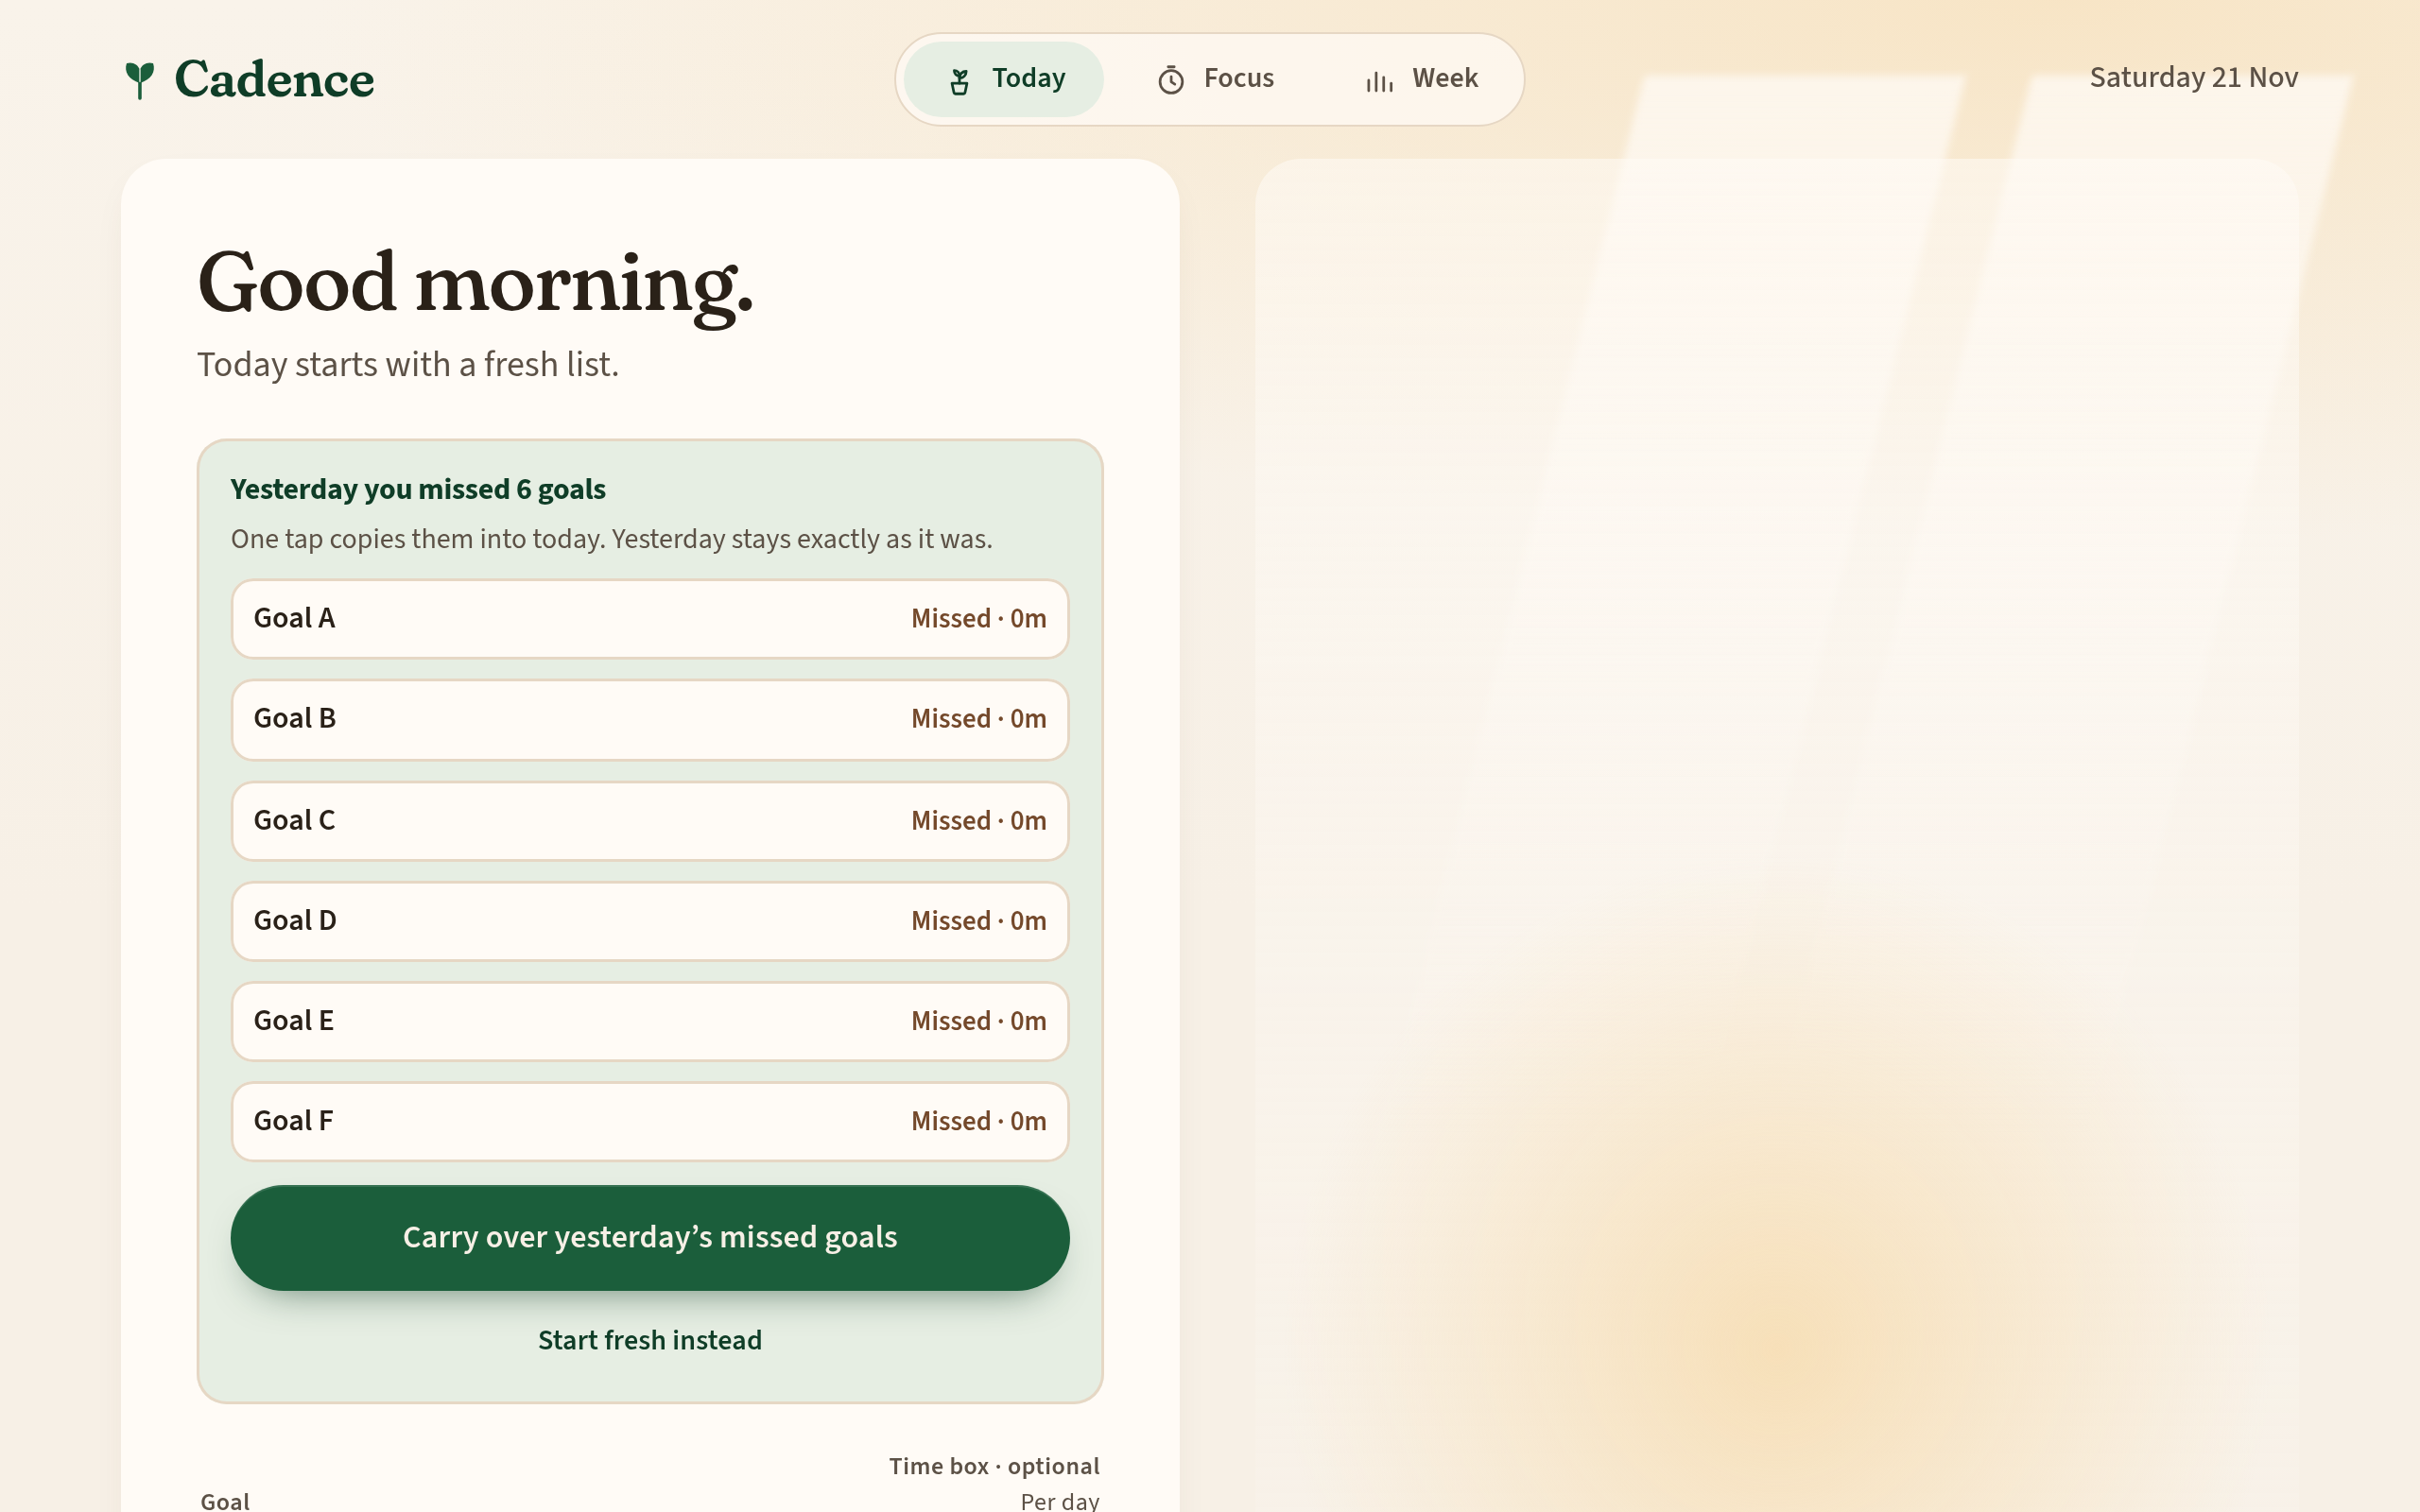 Cadence
Today
Focus
Week
Saturday 21 Nov
Good morning.
Today starts with a fresh list.
Yesterday you missed 6 goals
One tap copies them into today. Yesterday stays exactly as it was.
Goal A Missed · 0m
Goal B Missed · 0m
Goal C Missed · 0m
Goal D Missed · 0m
Goal E Missed · 0m
Goal F Missed · 0m
Carry over yesterday’s missed goals
Start fresh instead
Time box · optional
Goal Per day